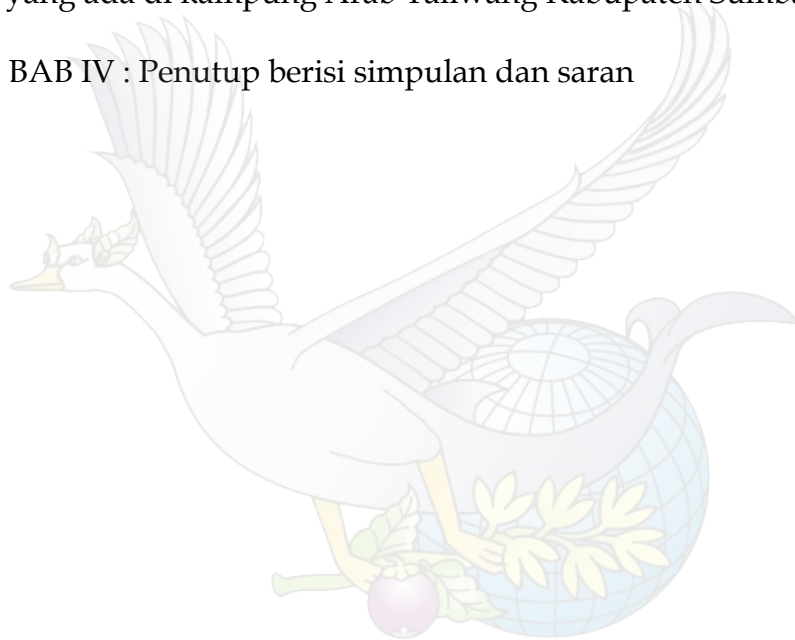 yang ada di kampung Arab Taliwang Kabupaten
BAB IV : Penutup berisi simpulan dan saran